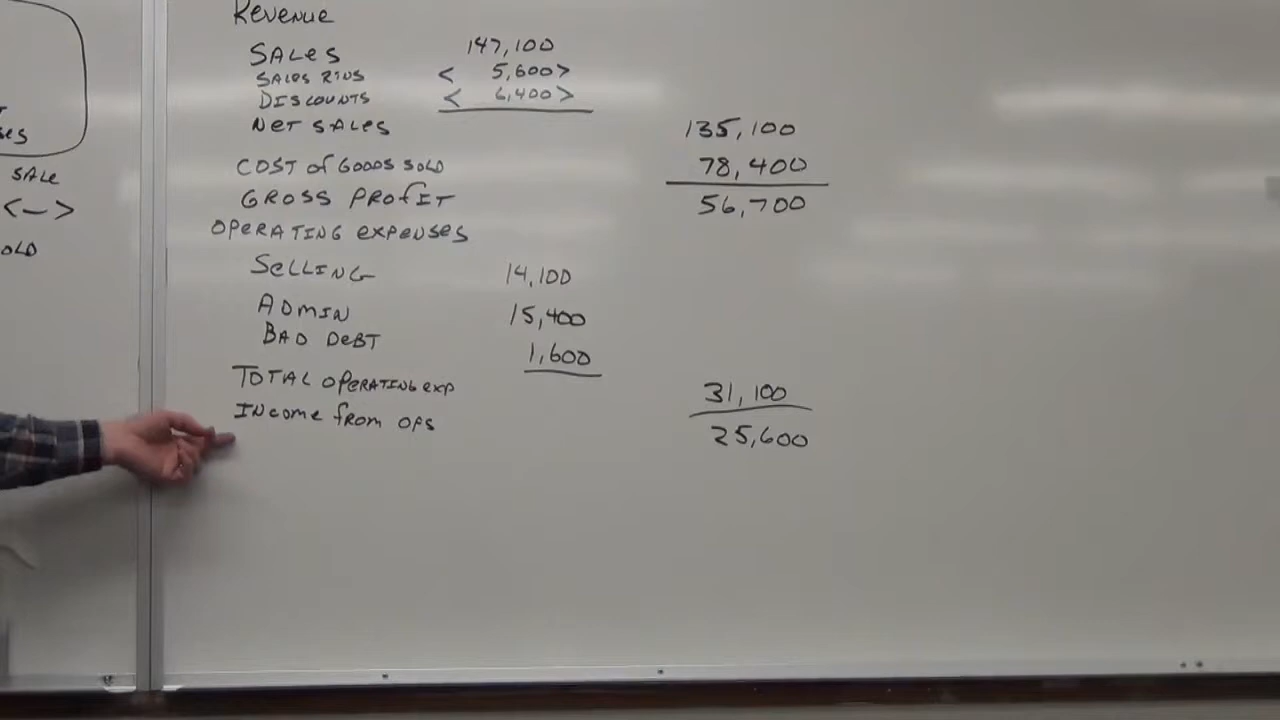 Revenue
SALes 147,100
SALes RTNS < 5,600>
DISCOUNTS < 6,400>
Net SALes 135,100
COST of GOODS SOLD 78,400
GROSS PROfIT 56,700
OPERATING expenses
SeLLING 14,100
ADMIN 15,400
BAD DeBT 1,600
TOTAL OPeRATING exp 31,100
INcome from OPS 25,600
SALe
<->
OLD